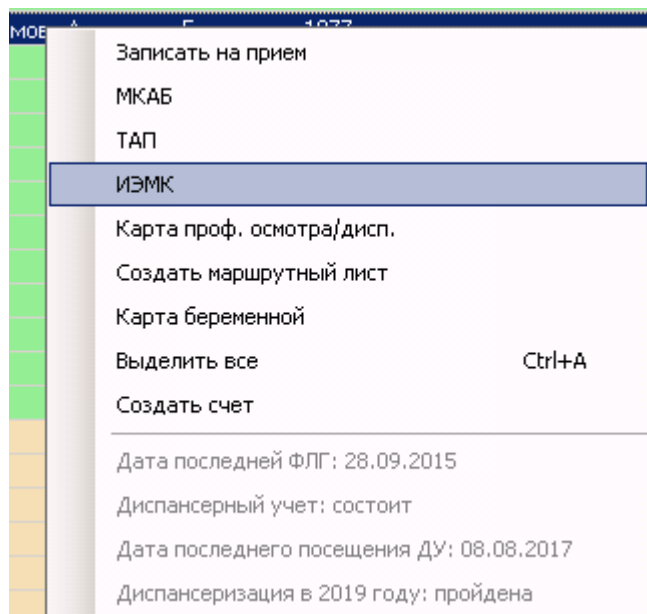 Записать на прием
МКАБ
ТАП
ИЭМК
Карта проф. осмотра/дисп.
Создать маршрутный лист
Карта беременной
Выделить все Ctrl+A
Создать счет
Дата последней ФЛГ: 28.09.2015
Диспансерный учет: состоит
Дата последнего посещения ДУ: 08.08.2017
Диспансеризация в 2019 году: пройдена